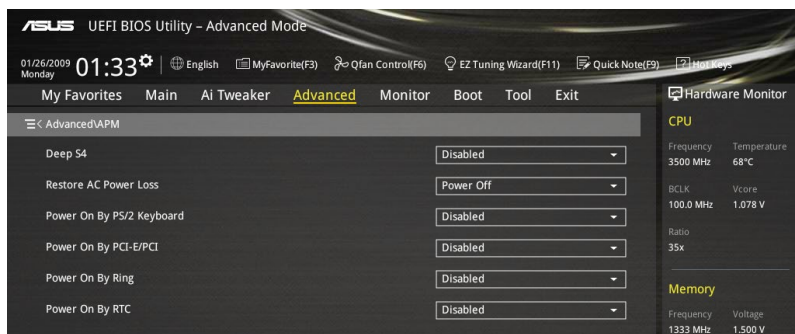 ASUS UEFI BIOS Utility – Advanced Mode
01/26/2009
Monday
01:33
English
MyFavorite(F3)
Qfan Control(F6)
EZ Tuning Wizard(F11)
Quick Note(F9)
? Hot Keys
My Favorites Main Ai Tweaker Advanced Monitor Boot Tool Exit
Advanced\APM
Deep S4 Disabled
Restore AC Power Loss Power Off
Power On By PS/2 Keyboard Disabled
Power On By PCI-E/PCI Disabled
Power On By Ring Disabled
Power On By RTC Disabled
Hardware Monitor
CPU
Frequency Temperature
3500 MHz 68°C
BCLK Vcore
100.0 MHz 1.078 V
Ratio
35x
Memory
Frequency Voltage
1333 MHz 1.500 V